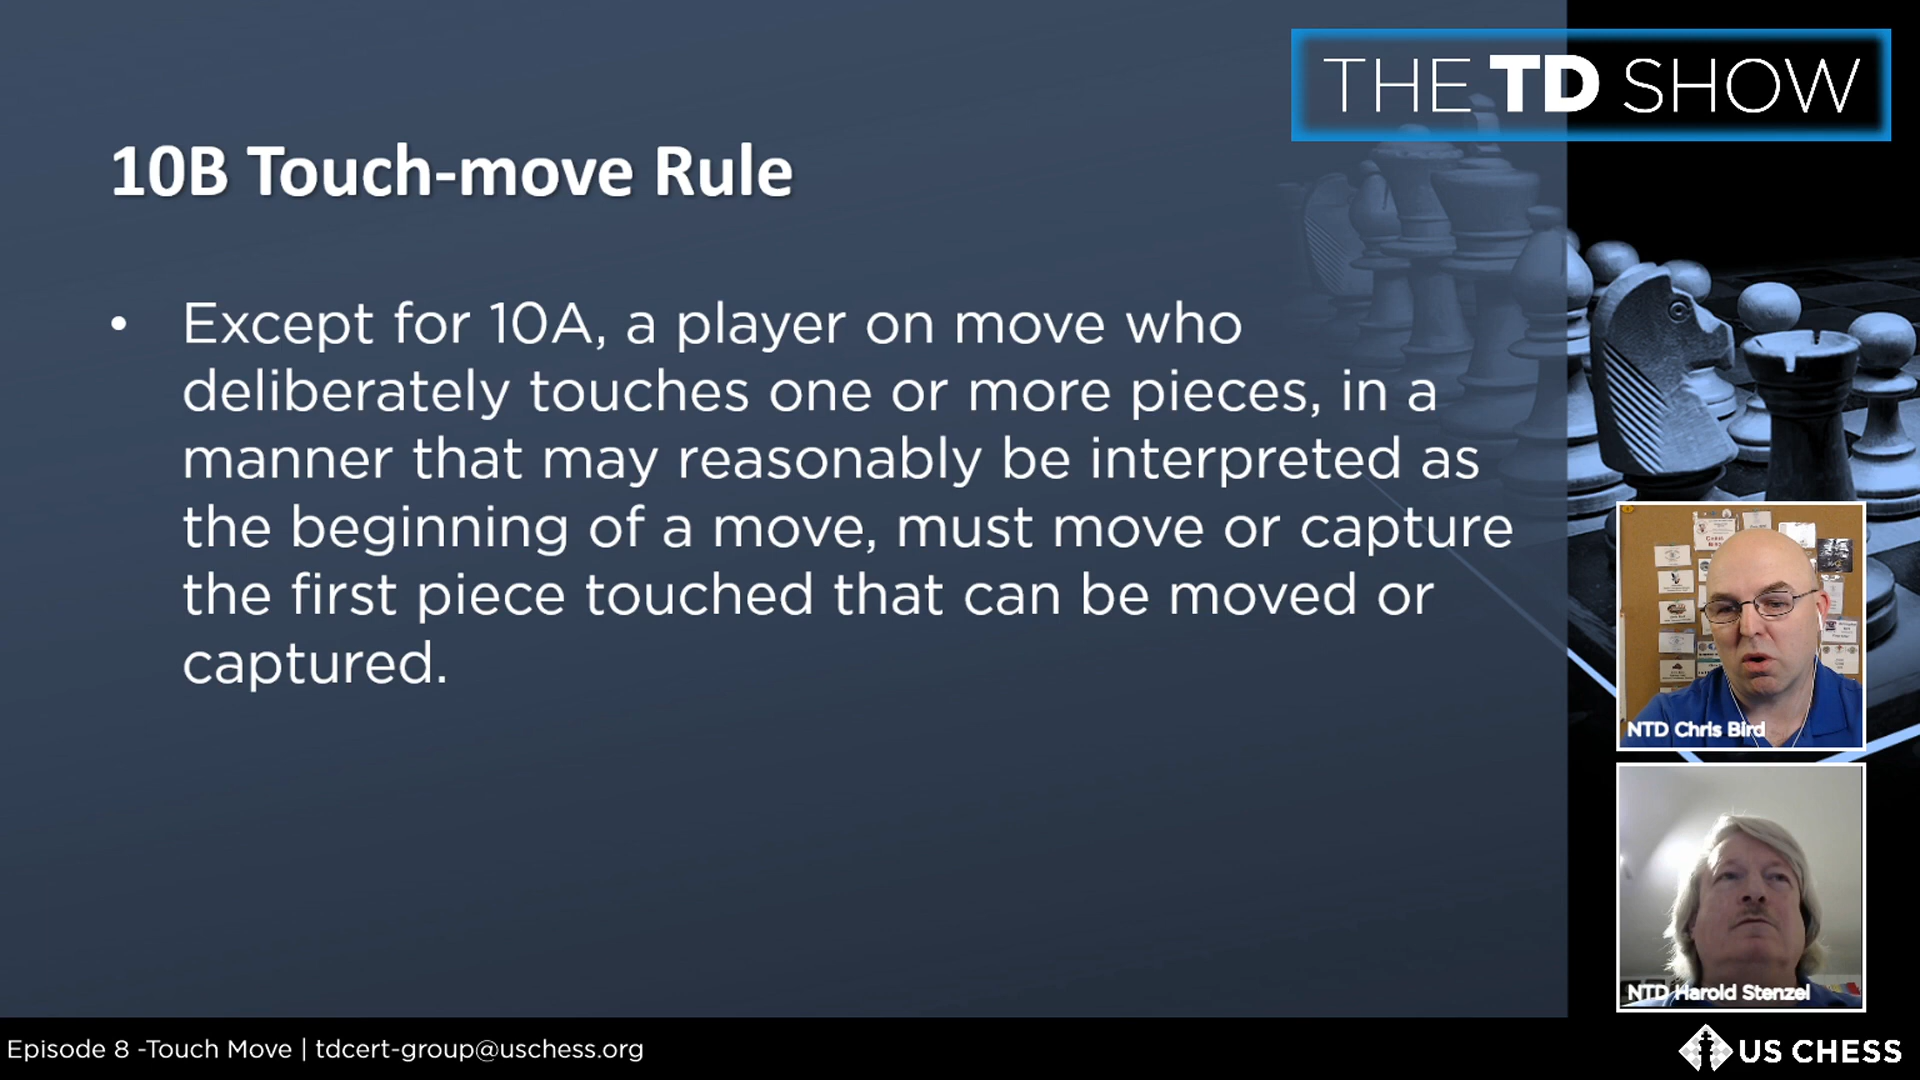 THE TD SHOW
10B Touch-move Rule
• Except for 10A, a player on move who
deliberately touches one or more pieces, in a
manner that may reasonably be interpreted as
the beginning of a move, must move or capture
the first piece touched that can be moved or
captured.
NTD Chris Bird
NTD Harold Stenzel
Episode 8 -Touch Move | tdcert-group@uschess.org
US CHESS